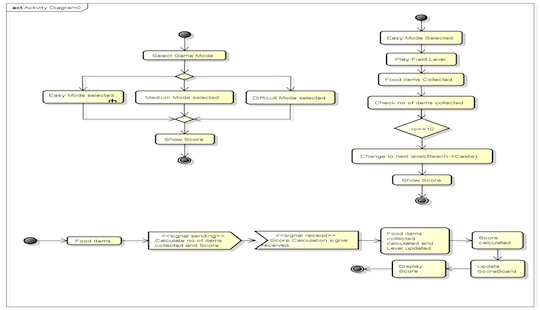 act Activity Diagram0
Select Game Mode
Easy Mode selected
Medium Mode selected
Difficult Mode selected
Show Score
Easy Mode Selected
Play Field Level
Food items Collected
Check no of items collected
ic==10
Change to next level(Beach->Castle)
Show Score
Food Items
<<signal sending>>
Calculate no of items
collected and Score
<<signal receipt>>
Score Calculation signal
received
Food items
collected
calculated and
Level updated
Score
calculated
Update
ScoreBoard
Display
Score